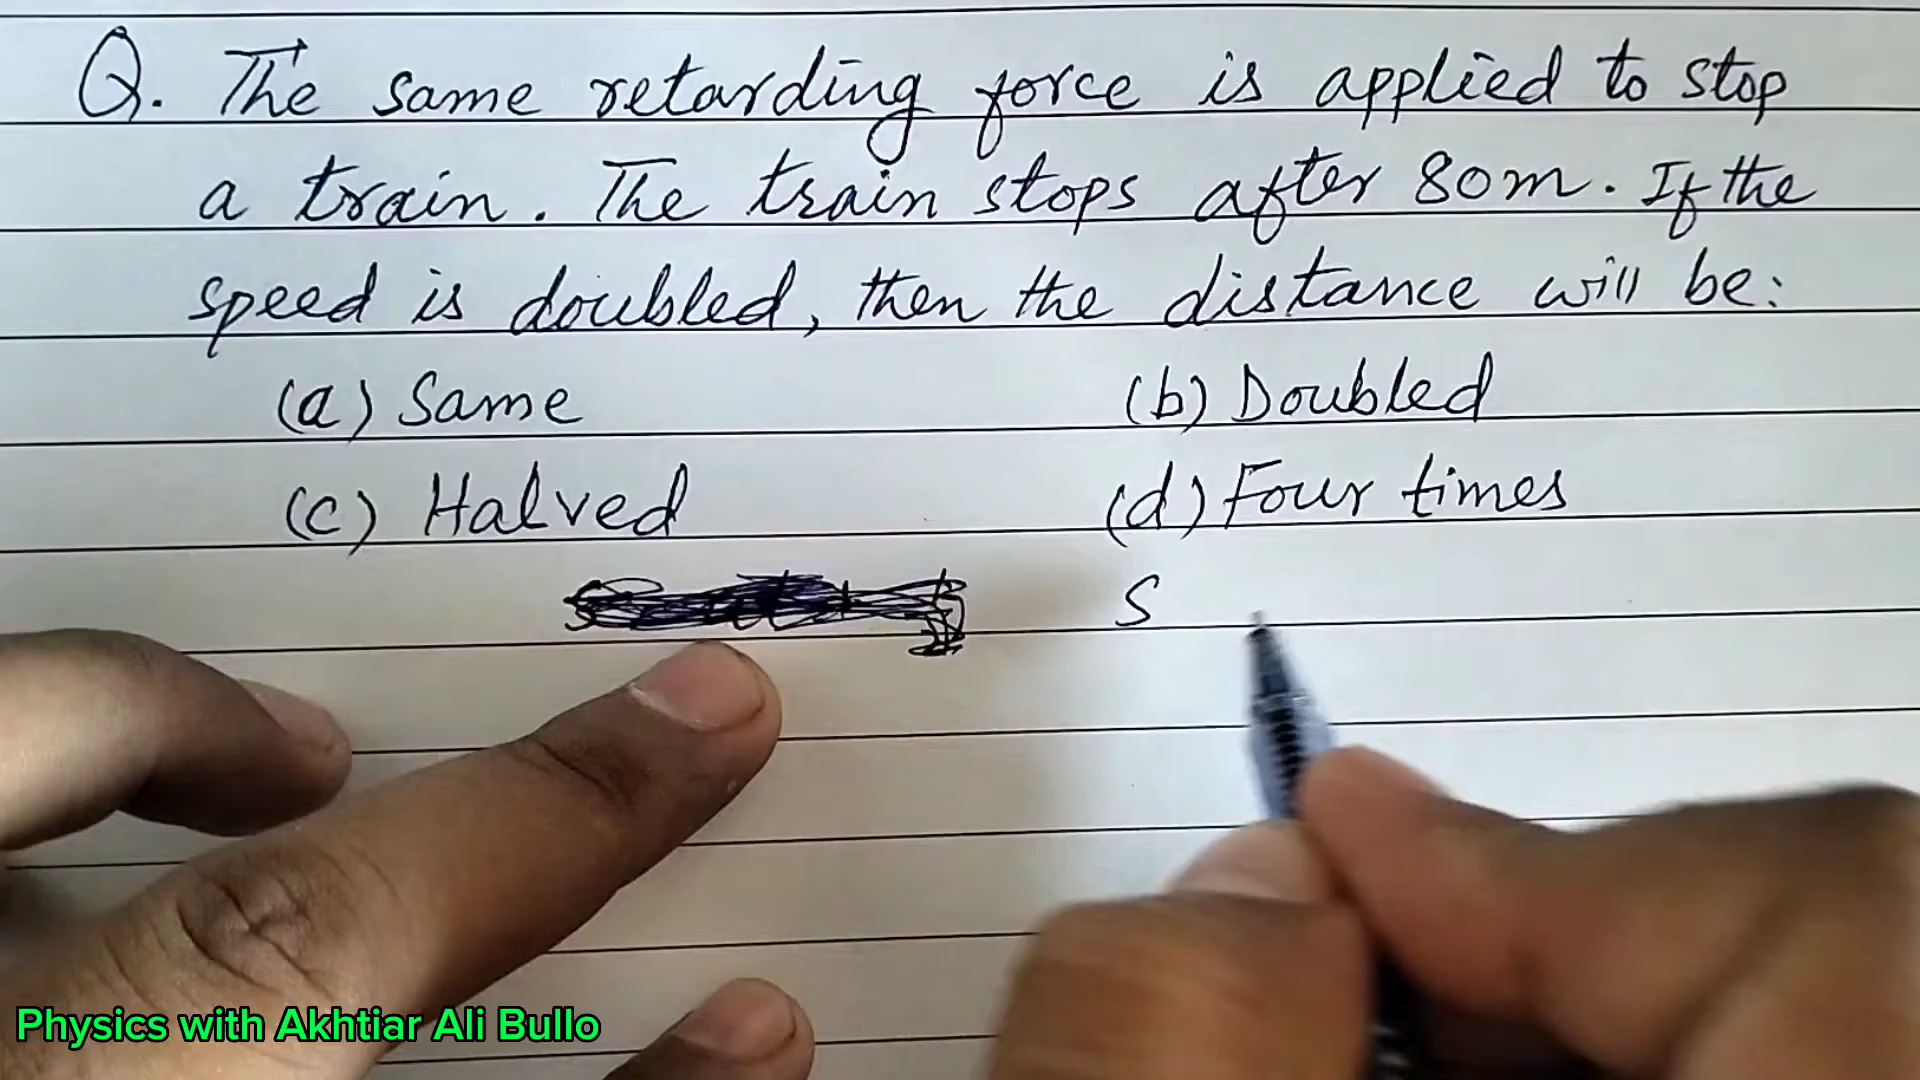 Q. The same retarding force is applied to stop
a train. The train stops after 80m. If the
speed is doubled, then the distance will be:
(a) Same (b) Doubled
(c) Halved (d) Four times
S
Physics with Akhtiar Ali Bullo